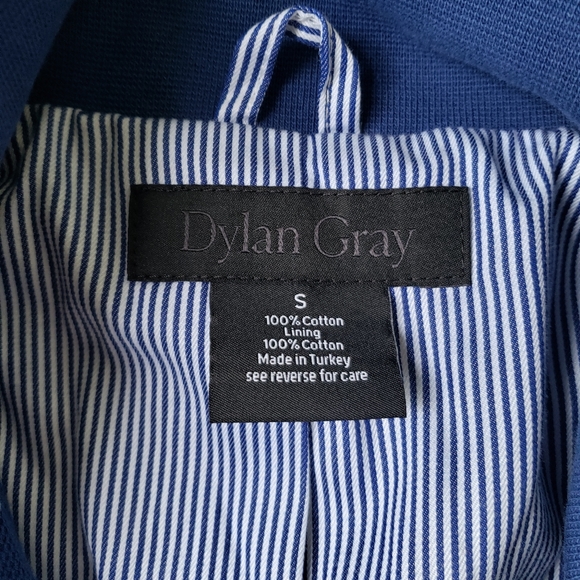 Dylan Gray
S
100% Cotton
Lining
100% Cotton
Made in Turkey
see reverse for care